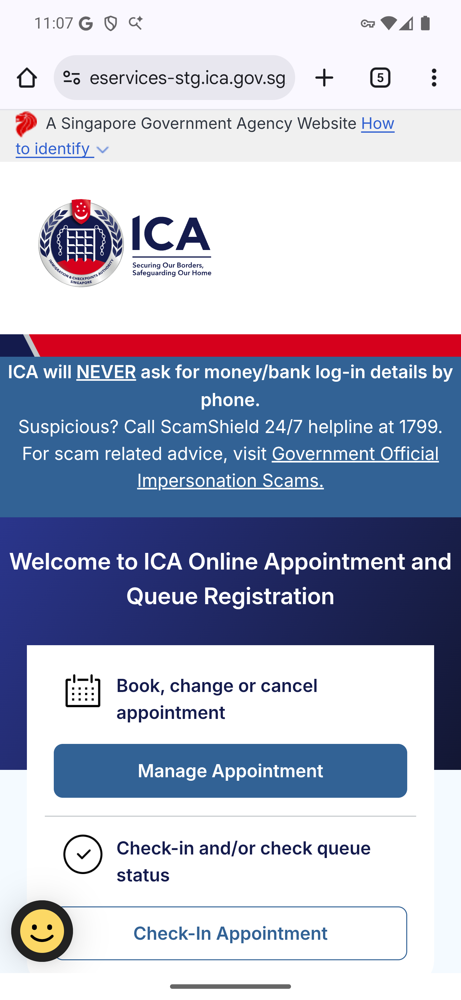 11:07
eservices-stg.ica.gov.sg
5
A Singapore Government Agency Website How
to identify
ICA
Securing Our Borders,
Safeguarding Our Home
IMMIGRATION & CHECKPOINTS AUTHORITY
SINGAPORE
ICA will NEVER ask for money/bank log-in details by
phone.
Suspicious? Call ScamShield 24/7 helpline at 1799.
For scam related advice, visit Government Official
Impersonation Scams.
Welcome to ICA Online Appointment and
Queue Registration
Book, change or cancel
appointment
Manage Appointment
Check-in and/or check queue
status
Check-In Appointment